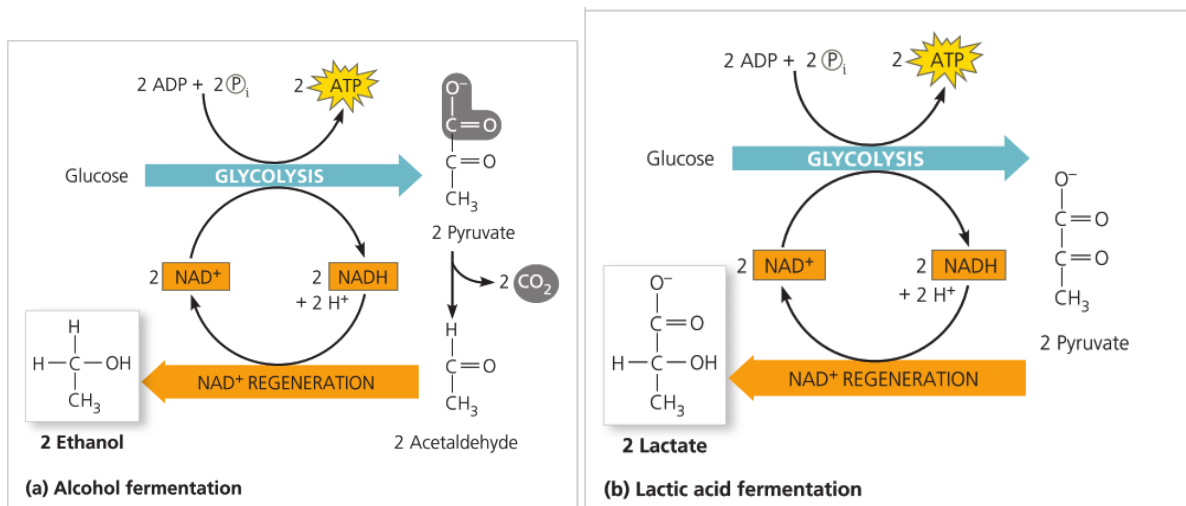 2 ADP + 2 Ⓟi
2 ATP
O⁻
C=O
C=O
CH₃
Glucose
GLYCOLYSIS
2 Pyruvate
2 NAD⁺
2 NADH
+ 2 H⁺
2 CO₂
H
H—C—OH
CH₃
NAD⁺ REGENERATION
H
C=O
CH₃
2 Ethanol
2 Acetaldehyde
(a) Alcohol fermentation
2 ADP + 2 Ⓟi
2 ATP
Glucose
GLYCOLYSIS
O⁻
C=O
C=O
CH₃
2 Pyruvate
2 NAD⁺
2 NADH
+ 2 H⁺
O⁻
C=O
H—C—OH
CH₃
NAD⁺ REGENERATION
2 Lactate
(b) Lactic acid fermentation